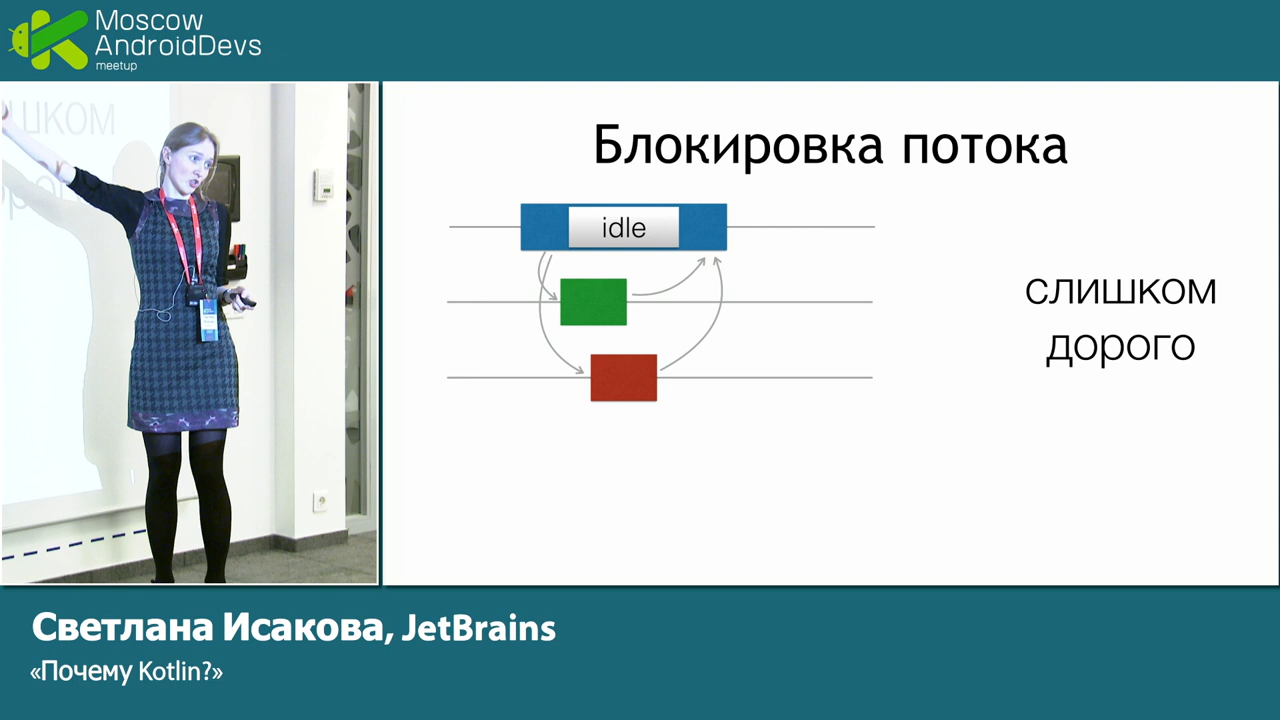 Moscow
AndroidDevs
meetup
Блокировка потока
idle
слишком
дорого
Светлана Исакова, JetBrains
«Почему Kotlin?»